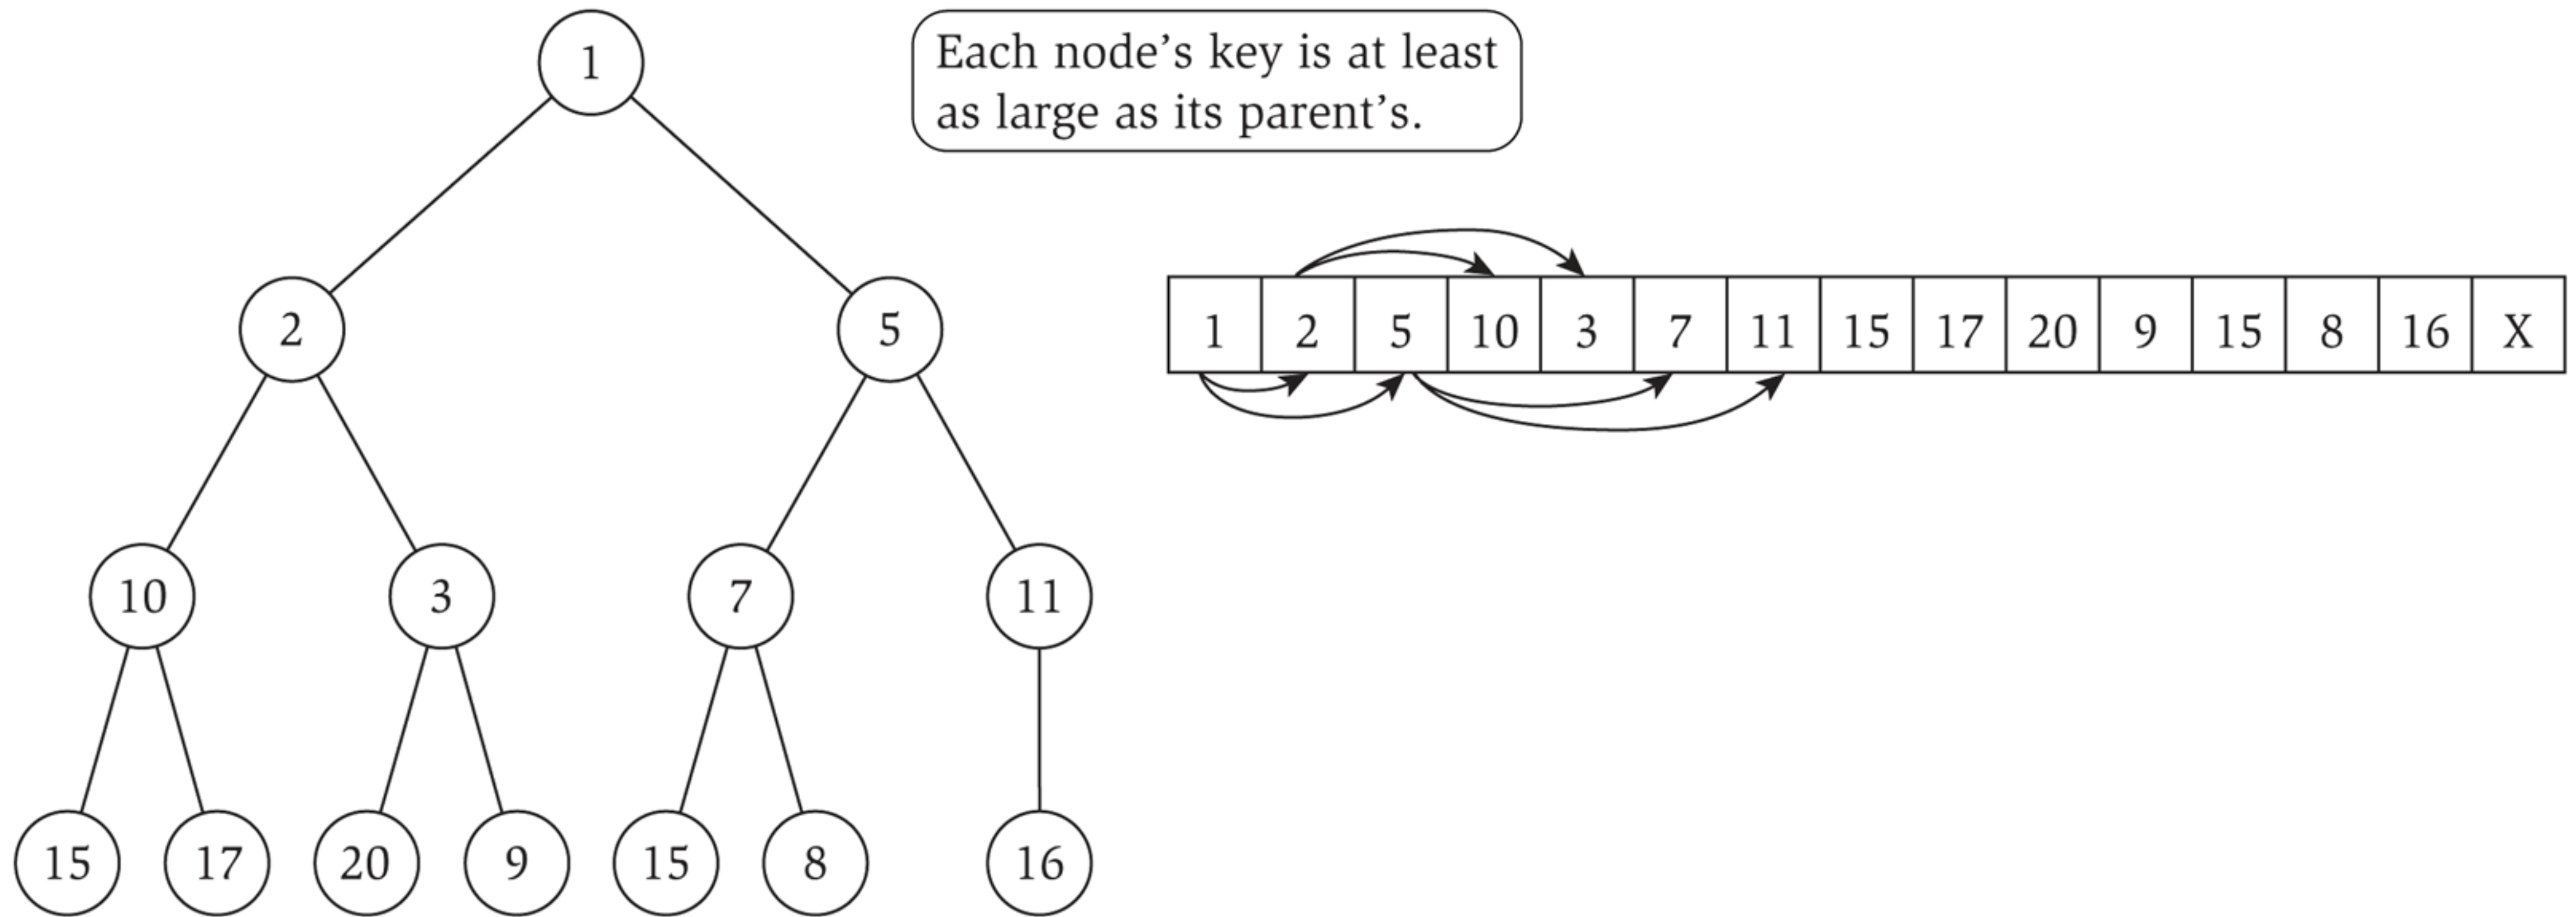 1
Each node’s key is at least
as large as its parent’s.
2 5
1 2 5 10 3 7 11 15 17 20 9 15 8 16 X
10 3 7 11
15 17 20 9 15 8 16